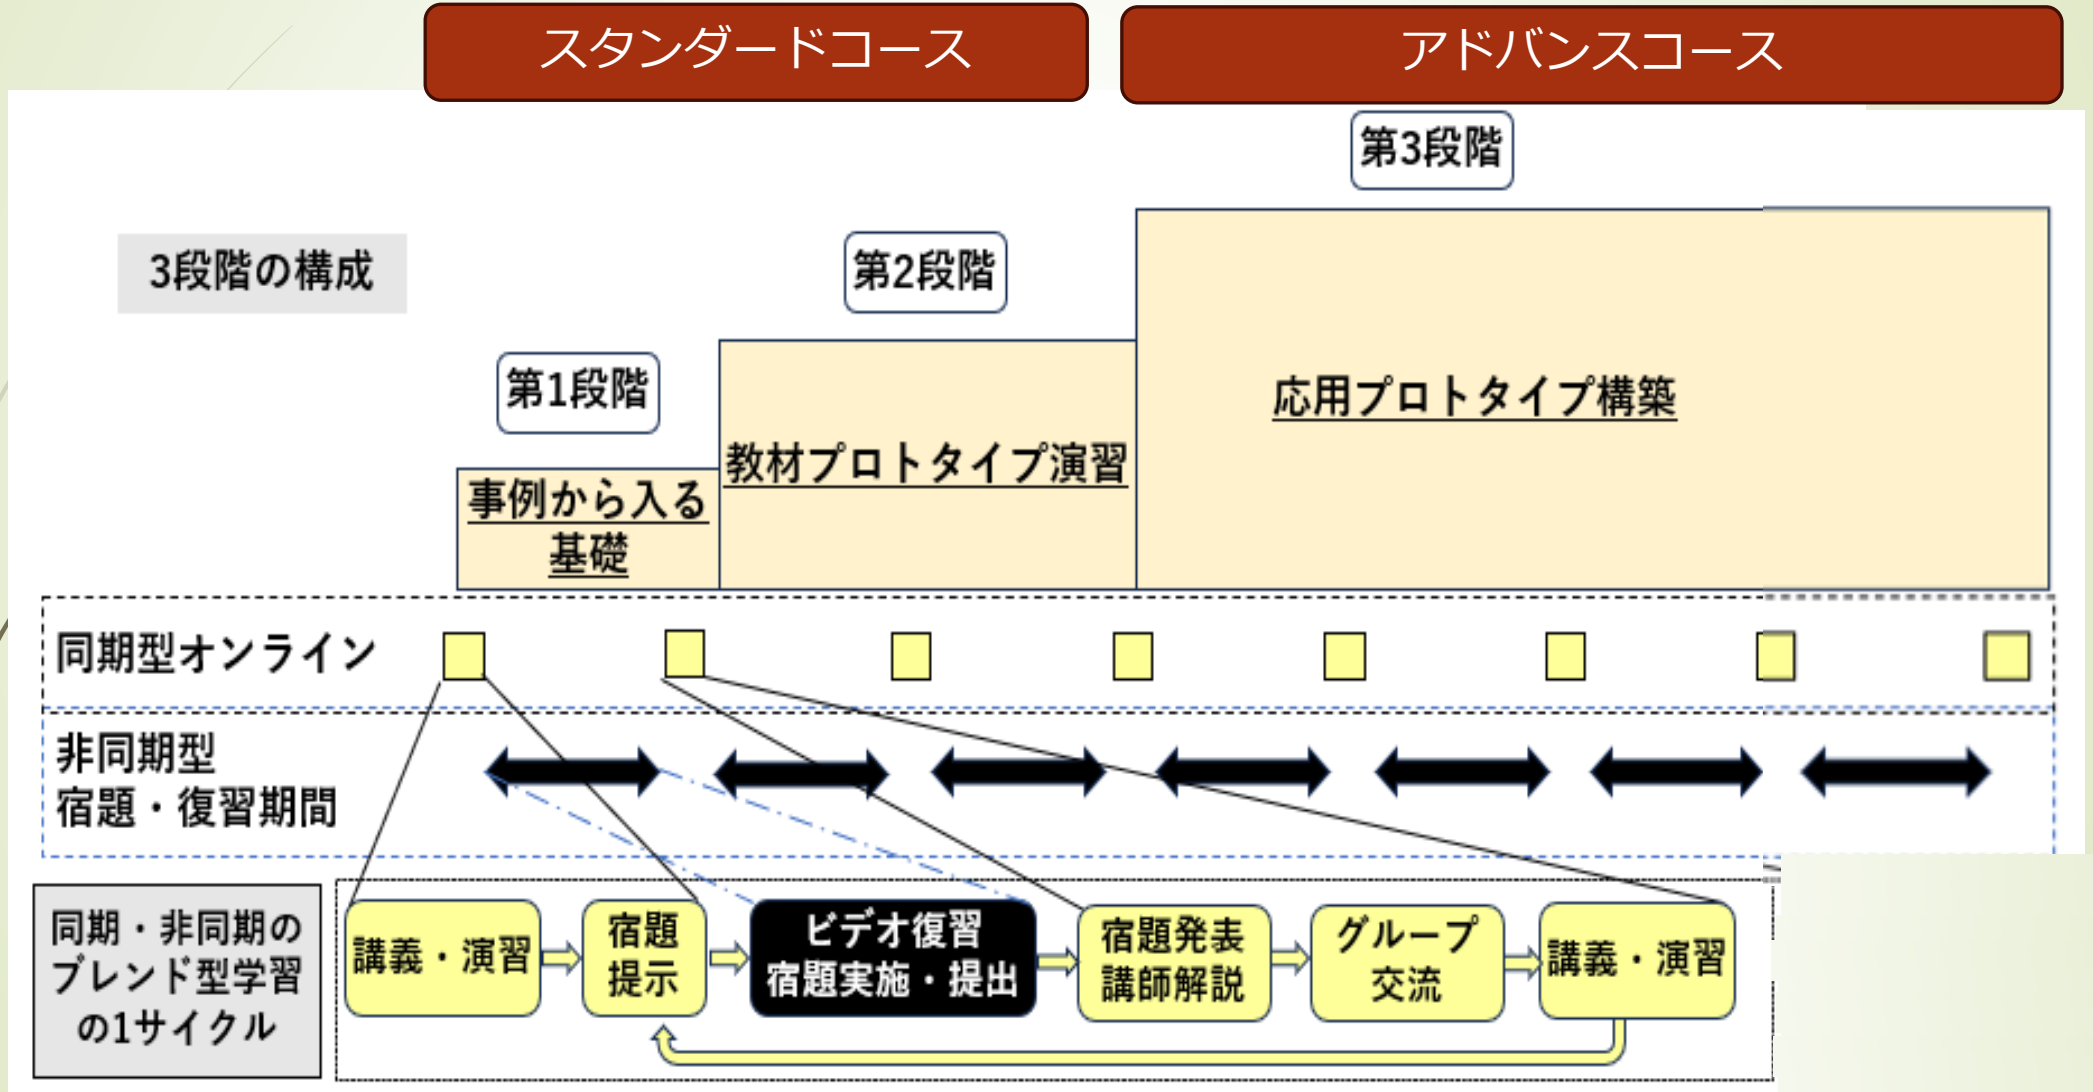 スタンダードコース
アドバンスコース
第3段階
3段階の構成
第2段階
第1段階
応用プロトタイプ構築
教材プロトタイプ演習
事例から入る
基礎
同期型オンライン
非同期型
宿題・復習期間
同期・非同期の
ブレンド型学習
の1サイクル
講義・演習
宿題
提示
ビデオ復習
宿題実施・提出
宿題発表
講師解説
グループ
交流
講義・演習